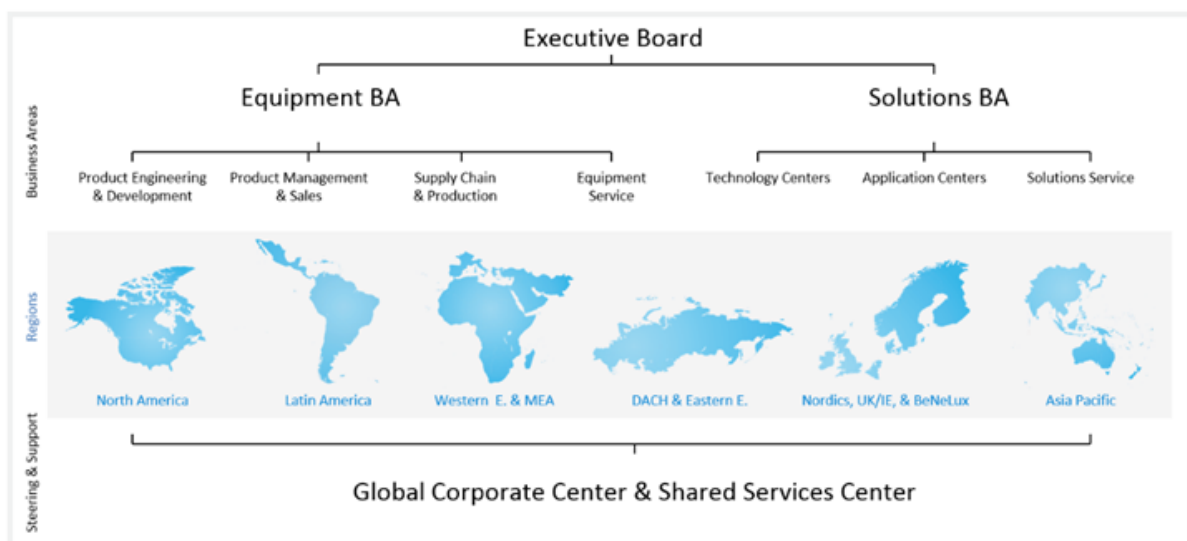 Executive Board
Equipment BA
Solutions BA
Business Areas
Product Engineering
& Development
Product Management
& Sales
Supply Chain
& Production
Equipment
Service
Technology Centers
Application Centers
Solutions Service
Regions
North America
Latin America
Western E. & MEA
DACH & Eastern E.
Nordics, UK/IE, & BeNeLux
Asia Pacific
Steering & Support
Global Corporate Center & Shared Services Center